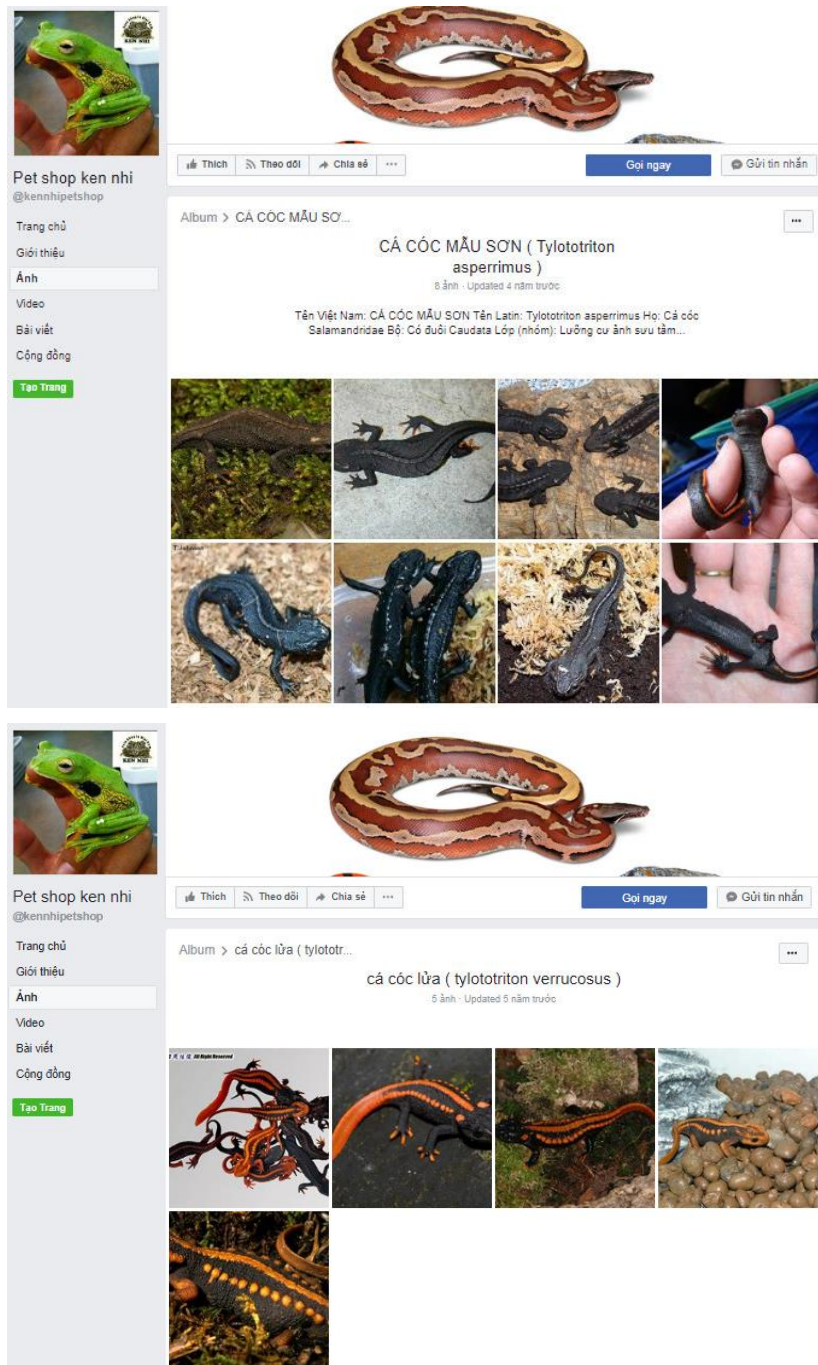 KEN NHI
Pet shop ken nhi
@kennhipetshop
Trang chủ
Giới thiệu
Ảnh
Video
Bài viết
Cộng đồng
Tạo Trang
Thích
Theo dõi
Chia sẻ
Gọi ngay
Gửi tin nhắn
Album > CÁ CÓC MẪU SƠ...
CÁ CÓC MẪU SƠN ( Tylototriton
asperrimus )
8 ảnh · Updated 4 năm trước
Tên Việt Nam: CÁ CÓC MẪU SƠN Tên Latin: Tylototriton asperrimus Họ: Cá cóc
Salamandridae Bộ: Có đuôi Caudata Lớp (nhóm): Lưỡng cư ảnh sưu tầm...
KEN NHI
Pet shop ken nhi
@kennhipetshop
Trang chủ
Giới thiệu
Ảnh
Video
Bài viết
Cộng đồng
Tạo Trang
Thích
Theo dõi
Chia sẻ
Gọi ngay
Gửi tin nhắn
Album > cá cóc lửa ( tylototr...
cá cóc lửa ( tylototriton verrucosus )
5 ảnh · Updated 5 năm trước
All Right Reserved